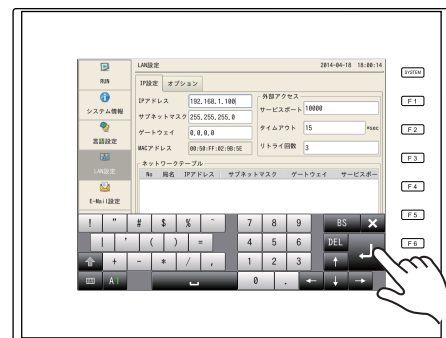 LAN設定 2014-04-18 18:00:14
RUN
システム情報
言語設定
LAN設定
E-Mail設定
IP設定 オプション
IPアドレス 192.168.1.100
サブネットマスク 255.255.255.0
ゲートウェイ 0.0.0.0
MACアドレス 00:50:FF:02:9B:5E
外部アクセス
サービスポート 10000
タイムアウト 15 *sec
リトライ回数 3
ネットワークテーブル
No 局名 IPアドレス サブネットマスク ゲートウェイ サービスポー
! " # $ % ~ 7 8 9 BS ×
| ' ( ) = 4 5 6 DEL
+ - * / , 1 2 3 ↑
A 0 . ← ↓ →
SYSTEM
F1
F2
F3
F4
F5
F6